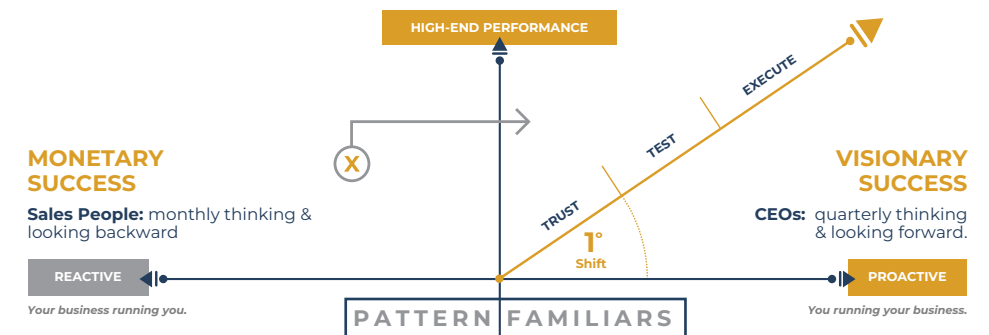 HIGH-END PERFORMANCE
EXECUTE
TEST
TRUST
X
1°
Shift
MONETARY
SUCCESS
Sales People: monthly thinking &
looking backward
REACTIVE
Your business running you.
VISIONARY
SUCCESS
CEOs: quarterly thinking
& looking forward.
PROACTIVE
You running your business.
PATTERN FAMILIARS